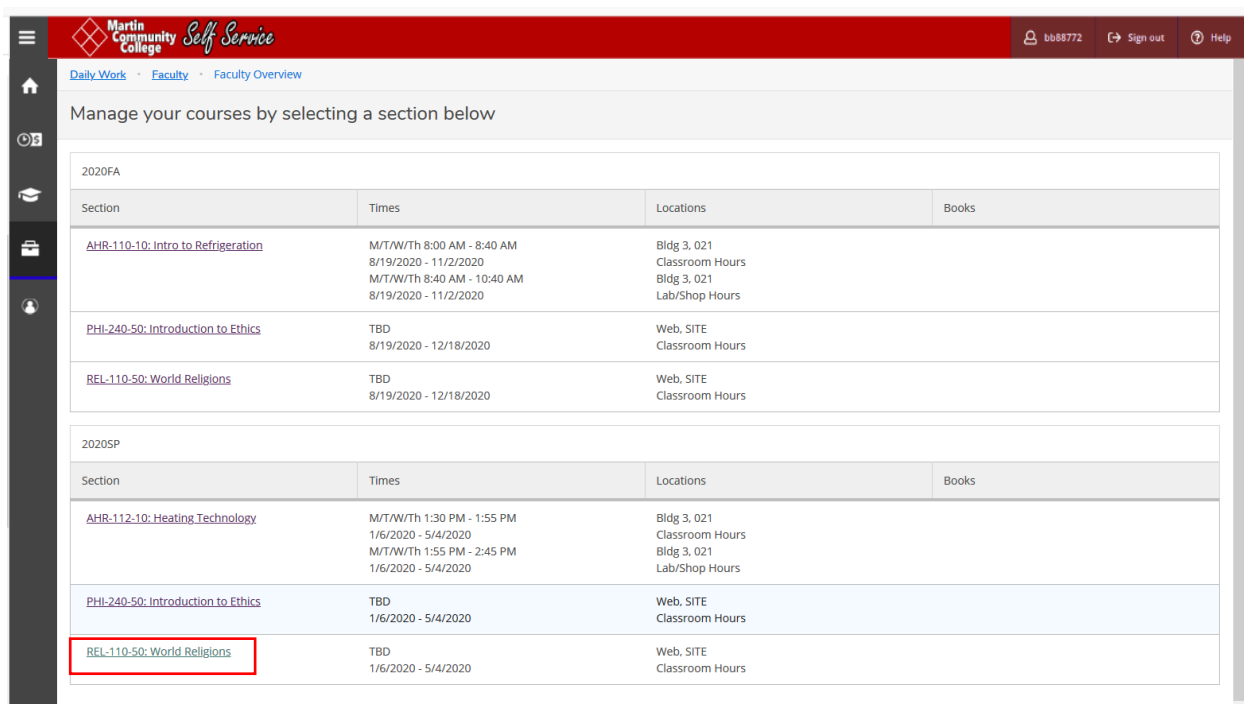 Martin
Community
College
Self Service
bb88772
Sign out
Help
Daily Work
Faculty
Faculty Overview
Manage your courses by selecting a section below
2020FA
Section Times Locations Books
AHR-110-10: Intro to Refrigeration M/T/W/Th 8:00 AM - 8:40 AM Bldg 3, 021
8/19/2020 - 11/2/2020 Classroom Hours
M/T/W/Th 8:40 AM - 10:40 AM Bldg 3, 021
8/19/2020 - 11/2/2020 Lab/Shop Hours
PHI-240-50: Introduction to Ethics TBD Web, SITE
8/19/2020 - 12/18/2020 Classroom Hours
REL-110-50: World Religions TBD Web, SITE
8/19/2020 - 12/18/2020 Classroom Hours
2020SP
Section Times Locations Books
AHR-112-10: Heating Technology M/T/W/Th 1:30 PM - 1:55 PM Bldg 3, 021
1/6/2020 - 5/4/2020 Classroom Hours
M/T/W/Th 1:55 PM - 2:45 PM Bldg 3, 021
1/6/2020 - 5/4/2020 Lab/Shop Hours
PHI-240-50: Introduction to Ethics TBD Web, SITE
1/6/2020 - 5/4/2020 Classroom Hours
REL-110-50: World Religions TBD Web, SITE
1/6/2020 - 5/4/2020 Classroom Hours